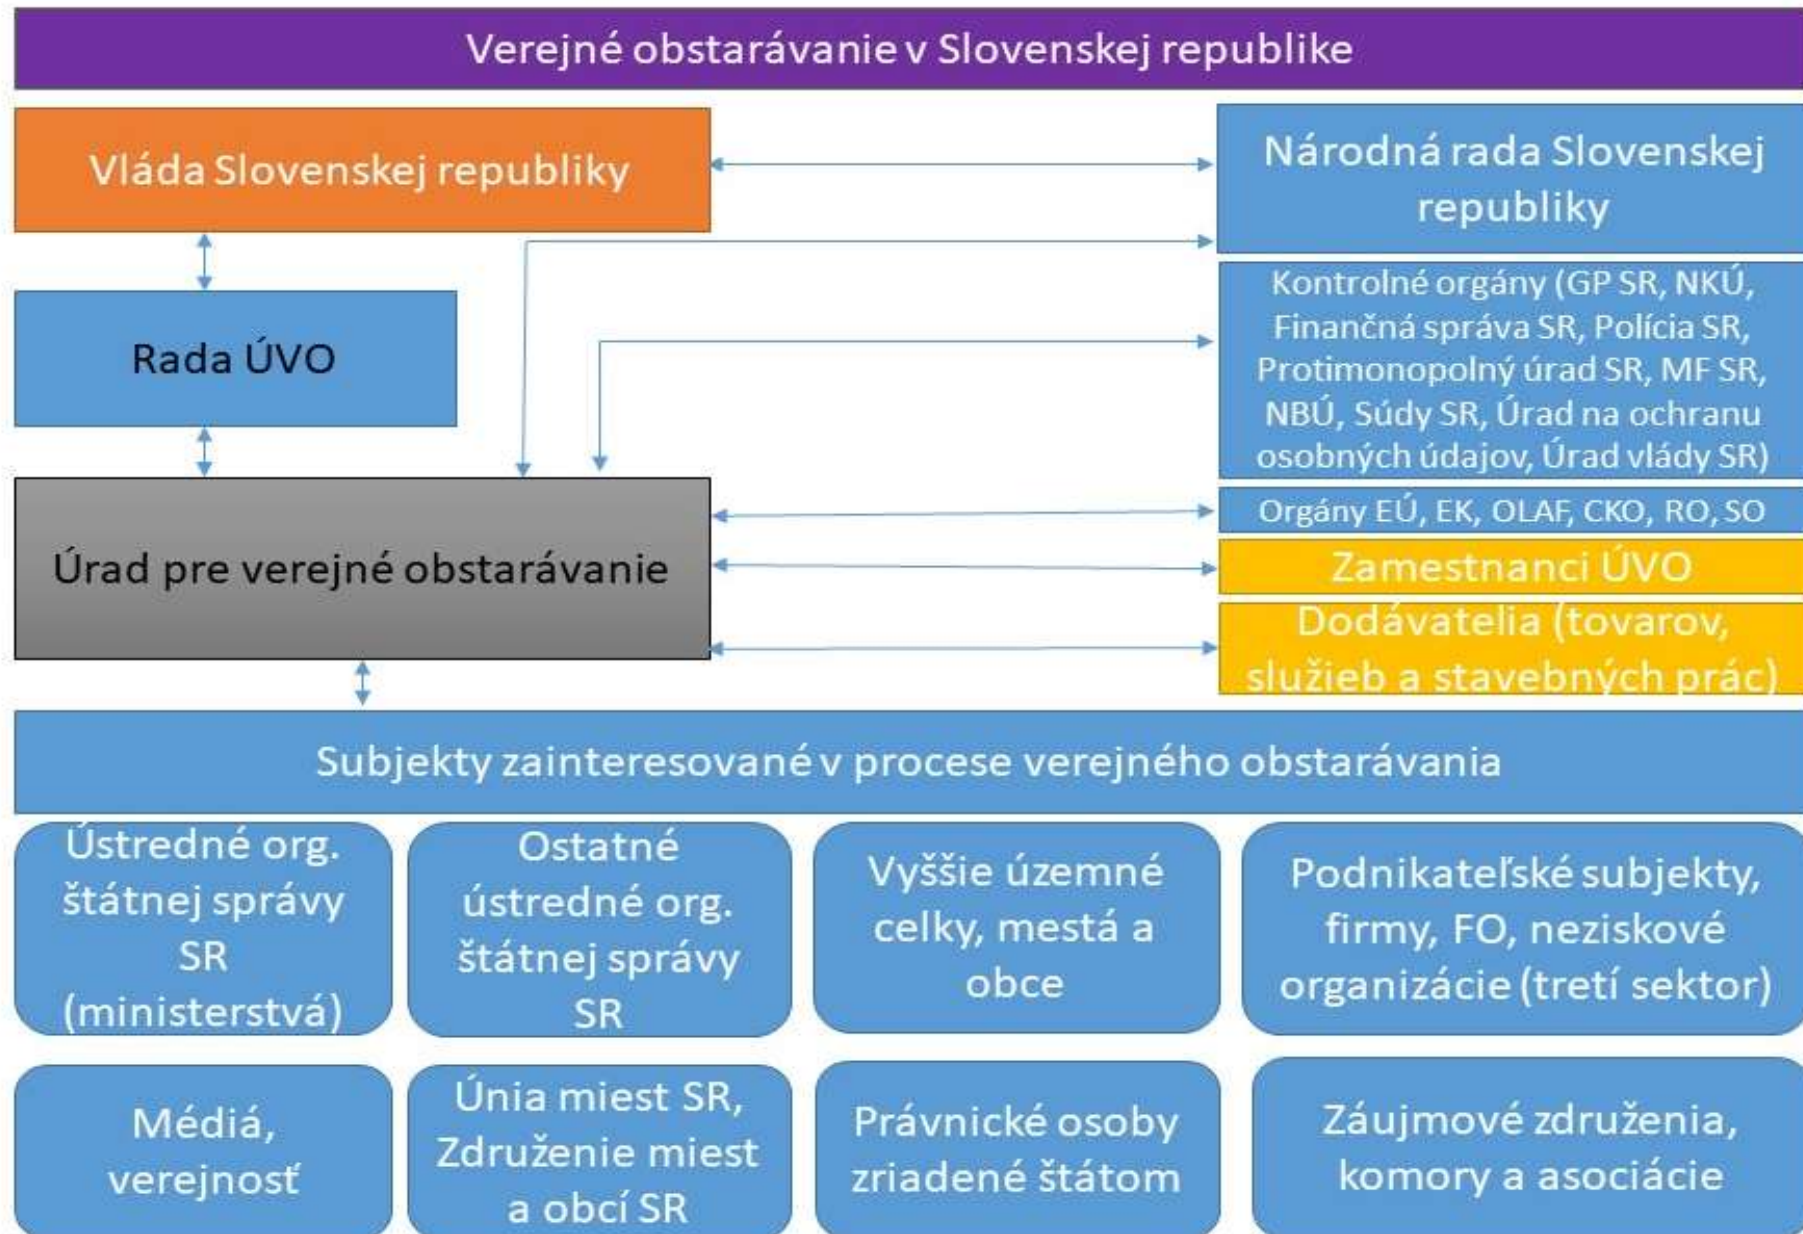 Verejné obstarávanie v Slovenskej republike
Vláda Slovenskej republiky
Národná rada Slovenskej
republiky
Rada ÚVO
Kontrolné orgány (GP SR, NKÚ,
Finančná správa SR, Polícia SR,
Protimonopolný úrad SR, MF SR,
NBÚ, Súdy SR, Úrad na ochranu
osobných údajov, Úrad vlády SR)
Úrad pre verejné obstarávanie
Orgány EÚ, EK, OLAF, CKO, RO, SO
Zamestnanci ÚVO
Dodávatelia (tovarov,
služieb a stavebných prác)
Subjekty zainteresované v procese verejného obstarávania
Ústredné org.
štátnej správy
SR
(ministerstvá)
Ostatné
ústredné org.
štátnej správy
SR
Vyššie územné
celky, mestá a
obce
Podnikateľské subjekty,
firmy, FO, neziskové
organizácie (tretí sektor)
Médiá,
verejnosť
Únia miest SR,
Združenie miest
a obcí SR
Právnické osoby
zriadené štátom
Záujmové združenia,
komory a asociácie